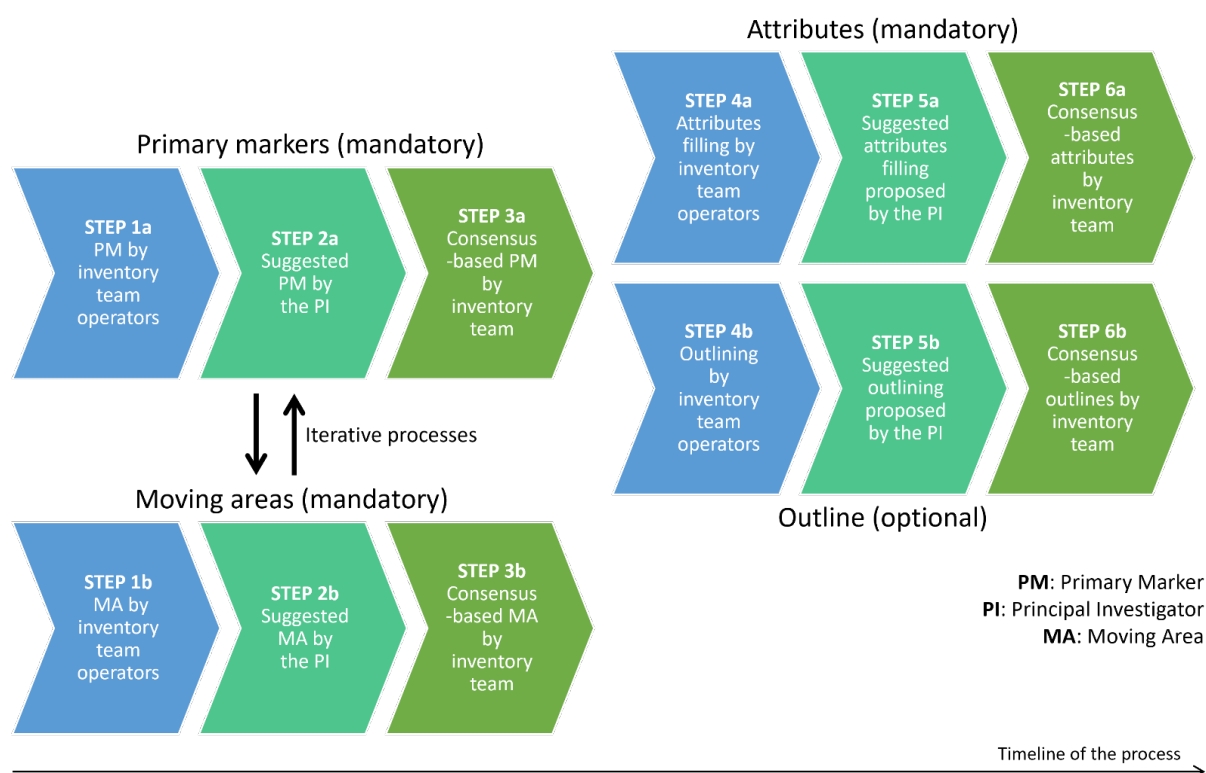 Primary markers (mandatory)
STEP 1a
PM by
inventory
team
operators
STEP 2a
Suggested
PM by
the PI
STEP 3a
Consensus
-based PM
by
inventory
team
Iterative processes
Moving areas (mandatory)
STEP 1b
MA by
inventory
team
operators
STEP 2b
Suggested
MA by
the PI
STEP 3b
Consensus
-based MA
by
inventory
team
Attributes (mandatory)
STEP 4a
Attributes
filling by
inventory
team
operators
STEP 5a
Suggested
attributes
filling
proposed
by the PI
STEP 6a
Consensus
-based
attributes
by
inventory
team
STEP 4b
Outlining
by
inventory
team
operators
STEP 5b
Suggested
outlining
proposed
by the PI
STEP 6b
Consensus
-based
outlines by
inventory
team
Outline (optional)
PM: Primary Marker
PI: Principal Investigator
MA: Moving Area
Timeline of the process